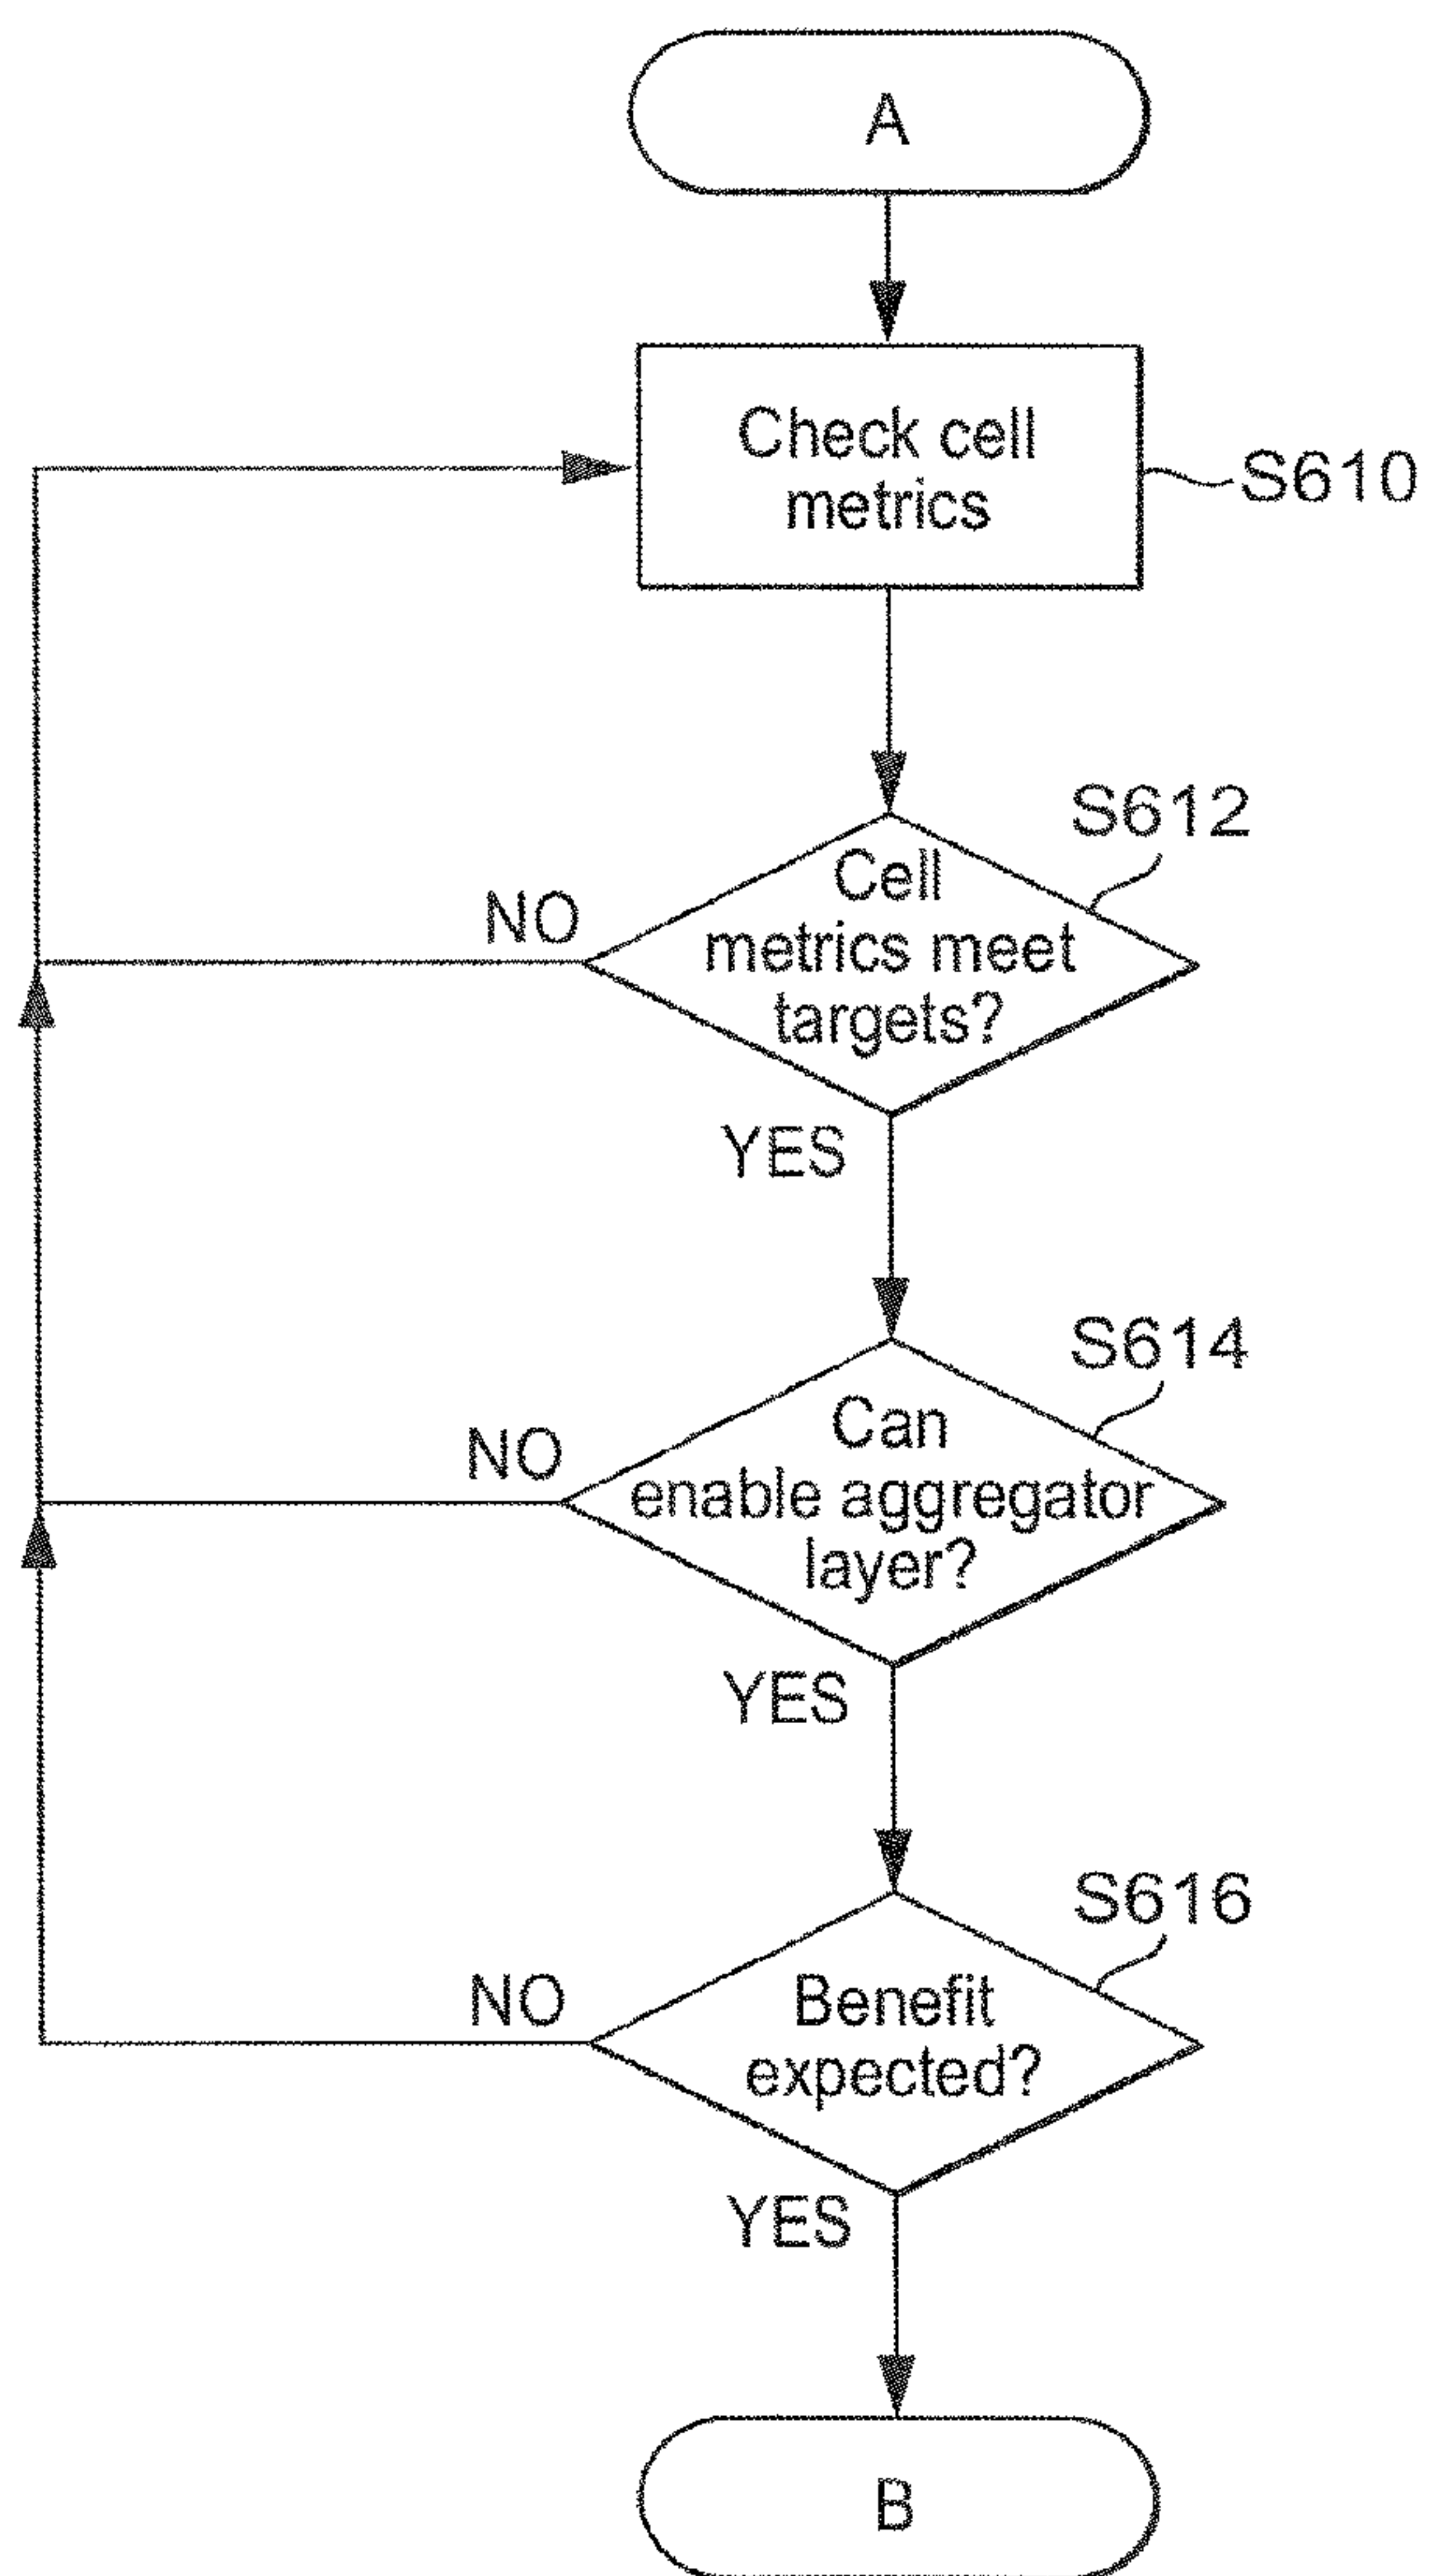 A
Check cell
metrics
S610
S612
Cell
metrics meet
targets?
NO
YES
S614
Can
enable aggregator
layer?
NO
YES
S616
Benefit
expected?
NO
YES
B